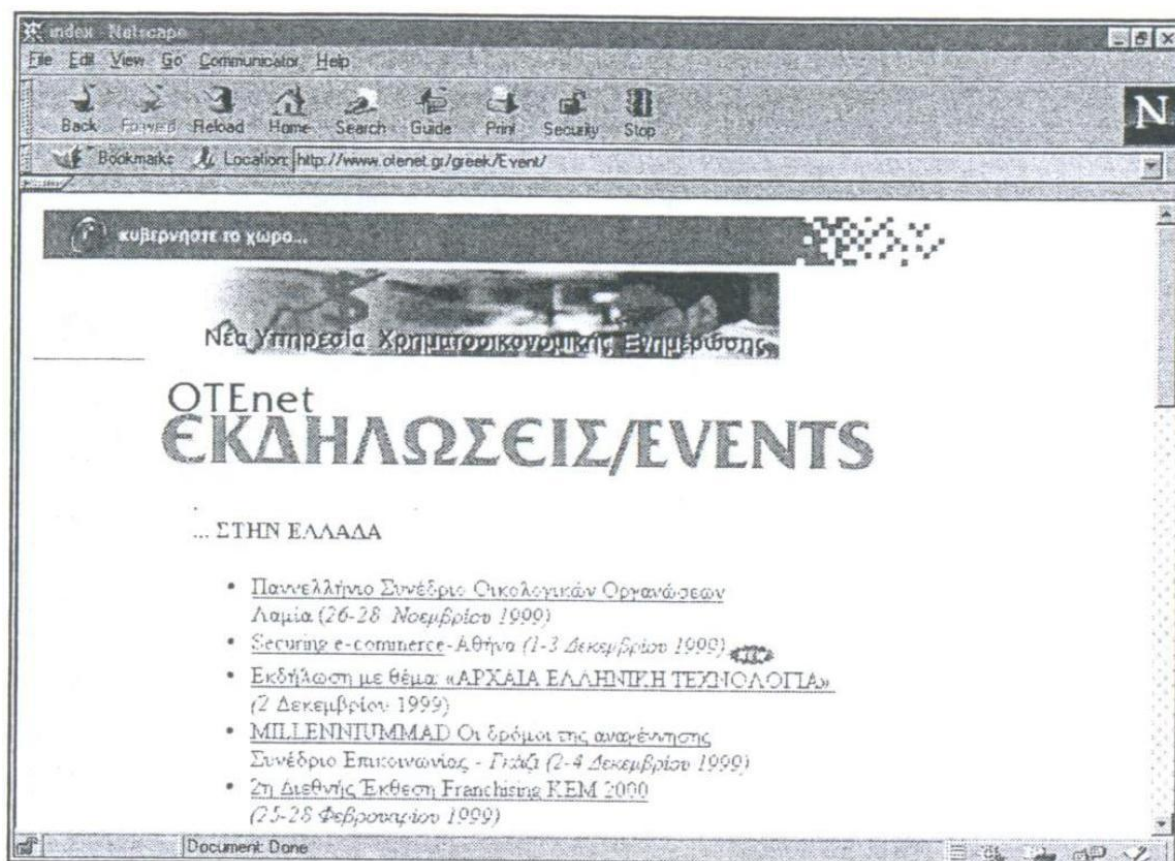 index - Netscape
File Edit View Go Communicator Help
Back Forward Reload Home Search Guide Print Security Stop
N
Bookmarks Location: http://www.otenet.gr/greek/Event/
κυβερνήστε το χώρο...
Νέα Υπηρεσία Χρηματοοικονομικής Ενημέρωσης
OTEnet
ΕΚΔΗΛΩΣΕΙΣ/EVENTS
... ΣΤΗΝ ΕΛΛΑΔΑ
• Πανελλήνιο Συνέδριο Οικολογικών Οργανώσεων
Λαμία (26-28 Νοεμβρίου 1999)
• Securing e-commerce-Αθήνα (1-3 Δεκεμβρίου 1999) NEW
• Εκδήλωση με θέμα: «ΑΡΧΑΙΑ ΕΛΛΗΝΙΚΗ ΤΕΧΝΟΛΟΓΙΑ»
(2 Δεκεμβρίου 1999)
• MILLENNIUMMAD Οι δρόμοι της αναγέννησης
Συνέδριο Επικοινωνίας - Γκάζι (2-4 Δεκεμβρίου 1999)
• 2η Διεθνής Έκθεση Franchising KEM 2000
(25-28 Φεβρουαρίου 1999)
Document: Done